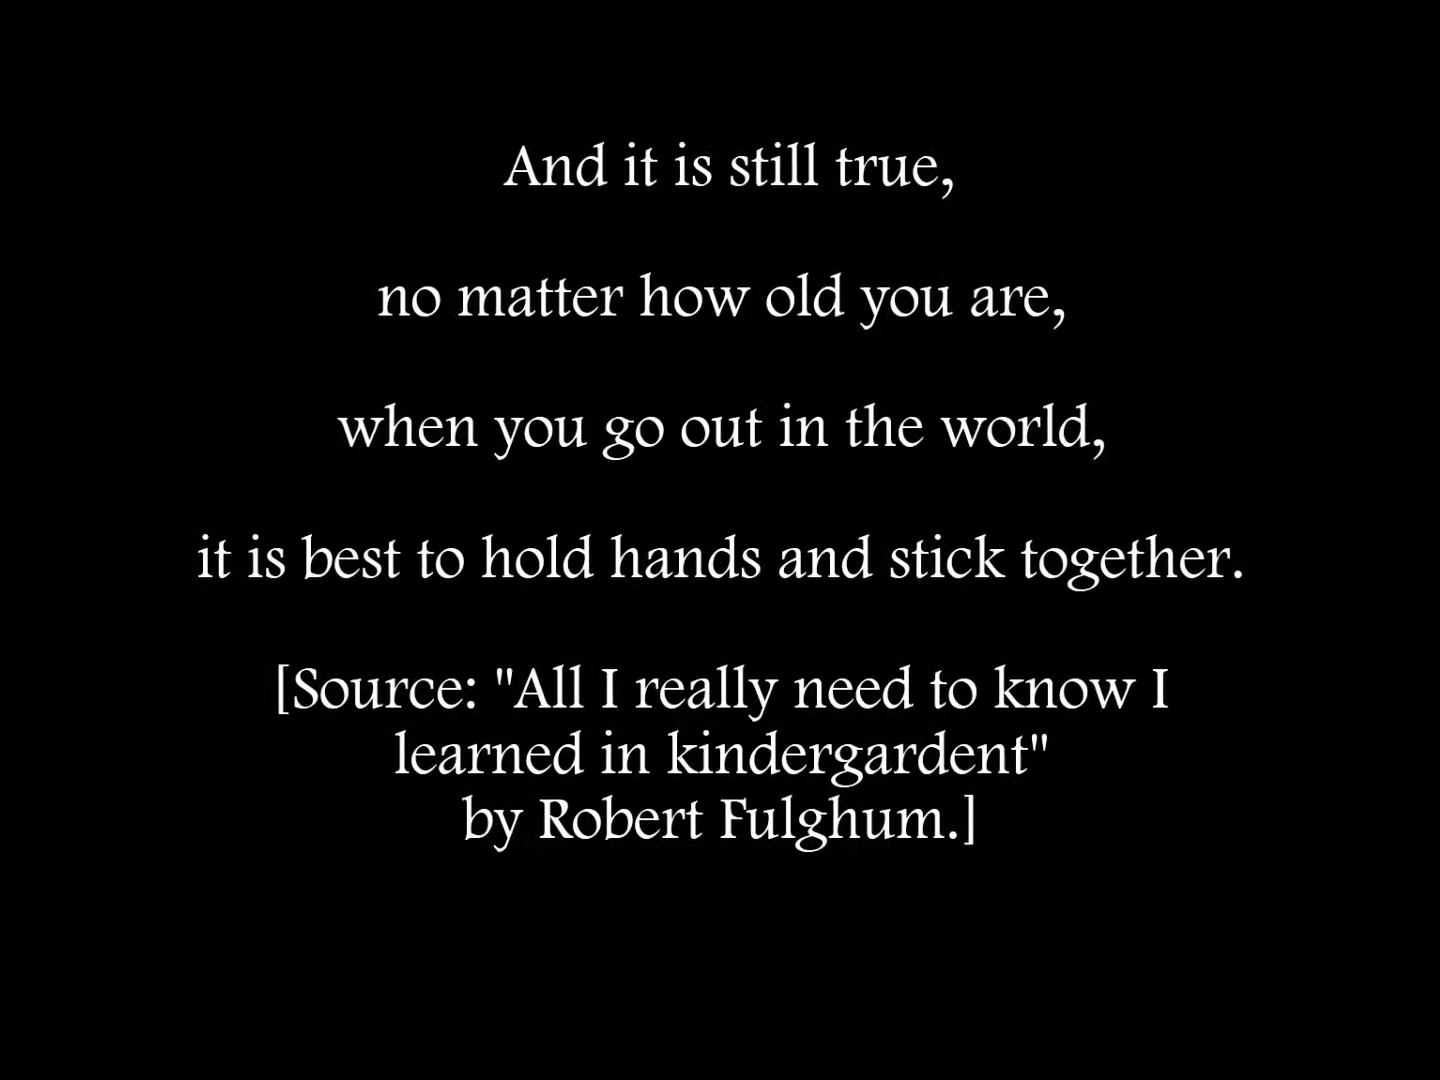 And it is still true,
no matter how old you are,
when you go out in the world,
it is best to hold hands and stick together.
[Source: "All I really need to know I
learned in kindergardent"
by Robert Fulghum.]